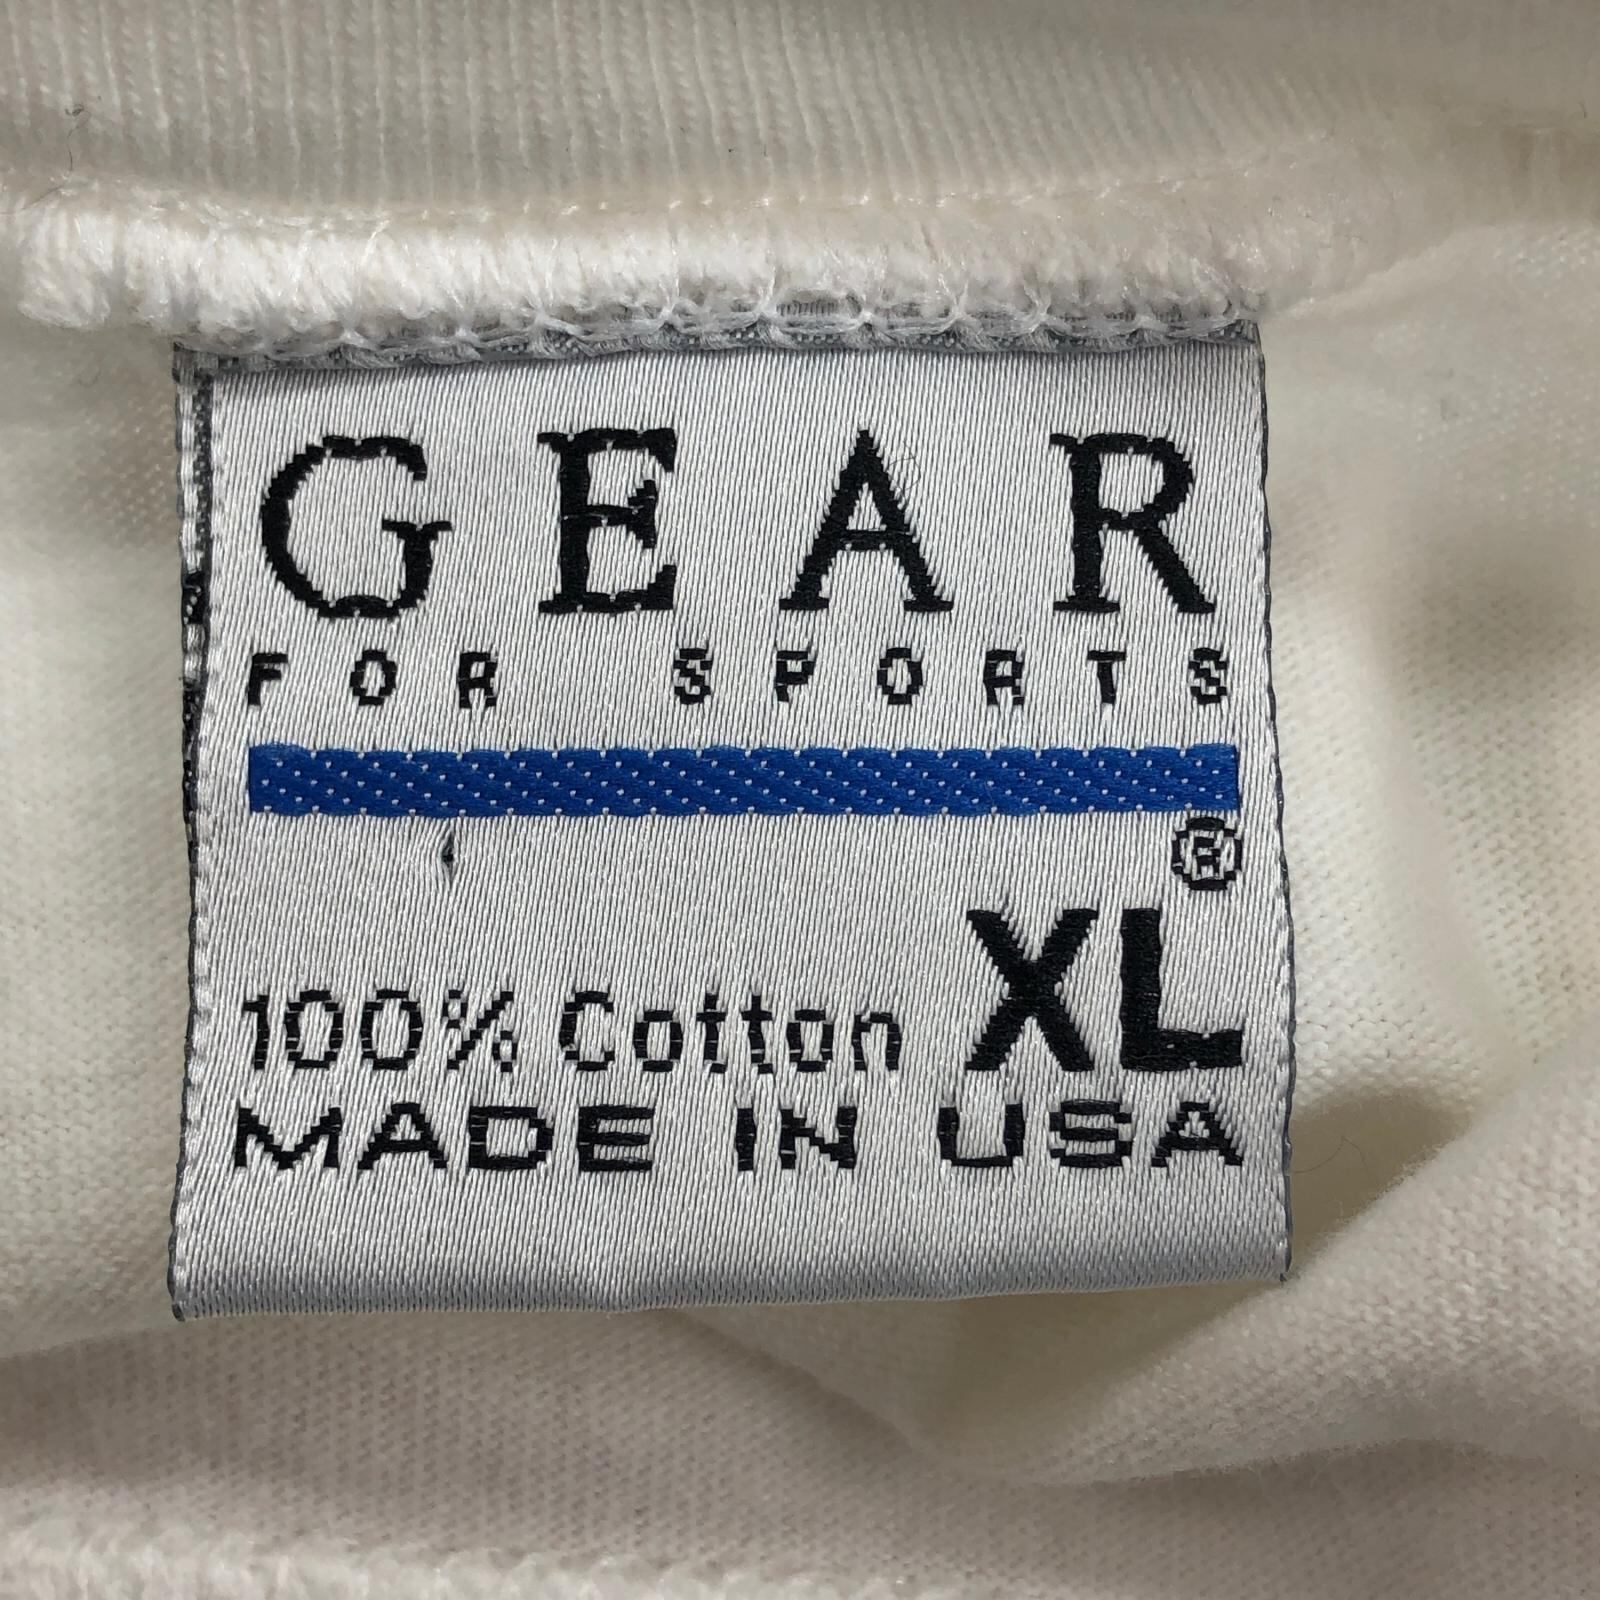 GEAR
FOR SPORTS
®
100% Cotton XL
MADE IN USA